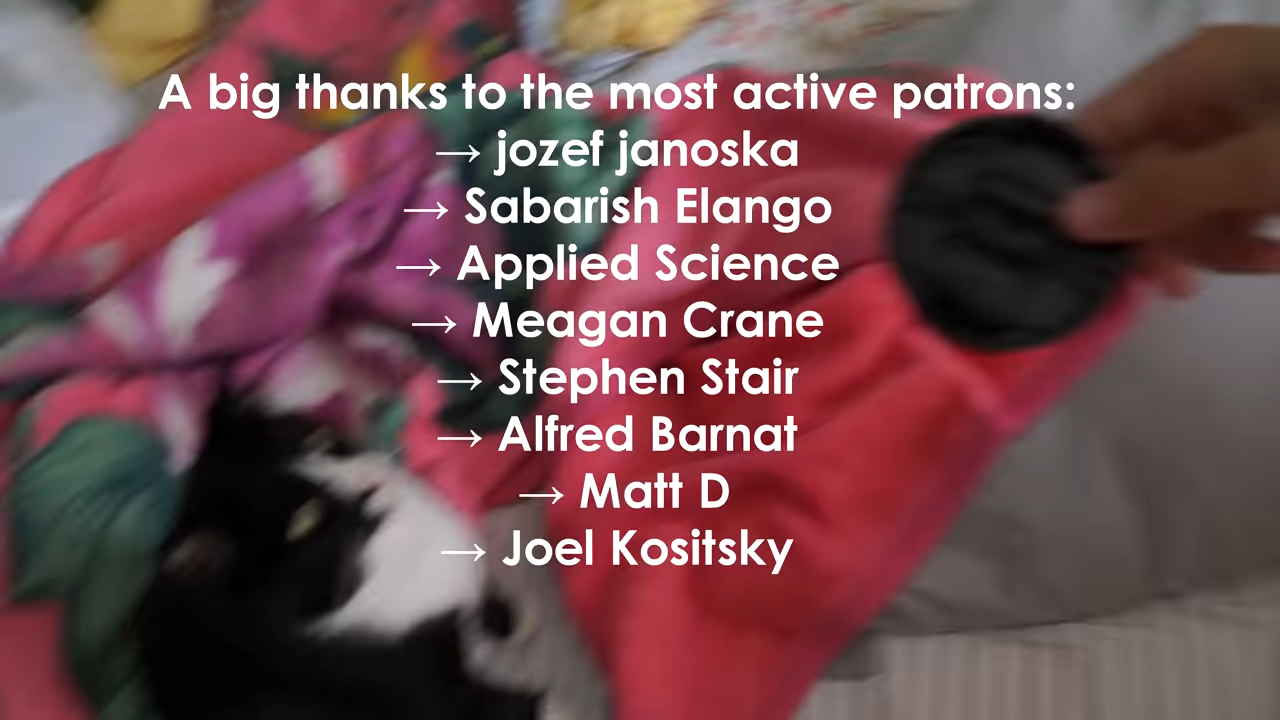 A big thanks to the most active patrons:
→ jozef janoska
→ Sabarish Elango
→ Applied Science
→ Meagan Crane
→ Stephen Stair
→ Alfred Barnat
→ Matt D
→ Joel Kositsky